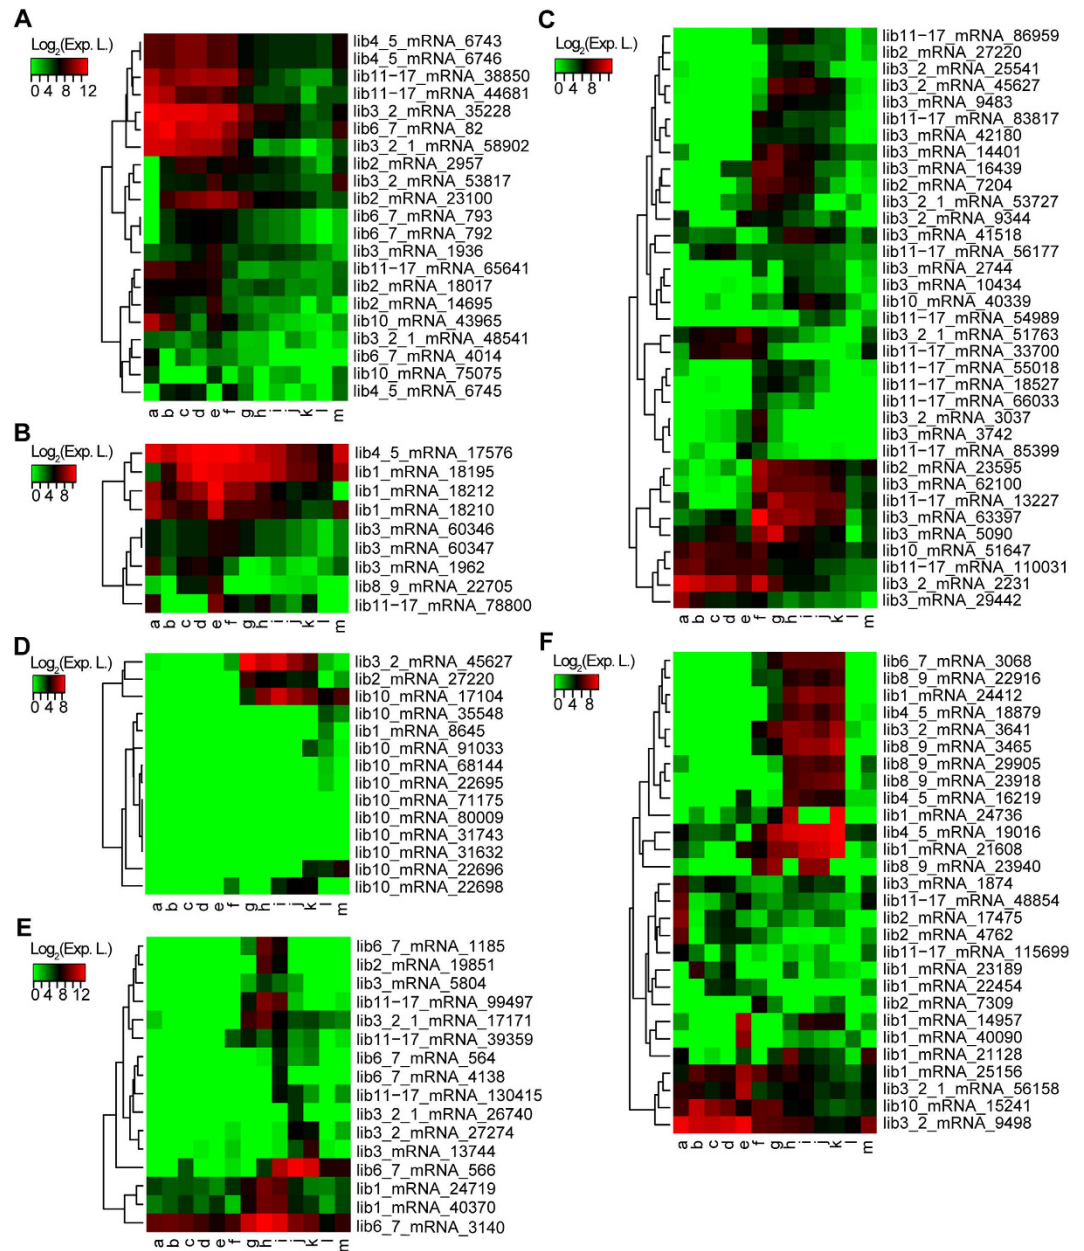 A
Log2(Exp. L.)
0 4 8 12
lib4_5_mRNA_6743
lib4_5_mRNA_6746
lib11-17_mRNA_38850
lib11-17_mRNA_44681
lib3_2_mRNA_35228
lib6_7_mRNA_82
lib3_2_1_mRNA_58902
lib2_mRNA_2957
lib3_2_mRNA_53817
lib2_mRNA_23100
lib6_7_mRNA_793
lib6_7_mRNA_792
lib3_mRNA_1936
lib11-17_mRNA_65641
lib2_mRNA_18017
lib2_mRNA_14695
lib10_mRNA_43965
lib3_2_1_mRNA_48541
lib6_7_mRNA_4014
lib10_mRNA_75075
lib4_5_mRNA_6745
a b c d e f g h i j k l m
B
Log2(Exp. L.)
0 4 8
lib4_5_mRNA_17576
lib1_mRNA_18195
lib1_mRNA_18212
lib1_mRNA_18210
lib3_mRNA_60346
lib3_mRNA_60347
lib3_mRNA_1962
lib8_9_mRNA_22705
lib11-17_mRNA_78800
a b c d e f g h i j k l m
C
Log2(Exp. L.)
0 4 8
lib11-17_mRNA_86959
lib2_mRNA_27220
lib3_2_mRNA_25541
lib3_2_mRNA_45627
lib3_mRNA_9483
lib11-17_mRNA_83817
lib3_mRNA_42180
lib3_mRNA_14401
lib3_mRNA_16439
lib2_mRNA_7204
lib3_2_1_mRNA_53727
lib3_2_mRNA_9344
lib3_mRNA_41518
lib11-17_mRNA_56177
lib3_mRNA_2744
lib3_mRNA_10434
lib10_mRNA_40339
lib11-17_mRNA_54989
lib3_2_1_mRNA_51763
lib11-17_mRNA_33700
lib11-17_mRNA_55018
lib11-17_mRNA_18527
lib11-17_mRNA_66033
lib3_2_mRNA_3037
lib3_mRNA_3742
lib11-17_mRNA_85399
lib2_mRNA_23595
lib3_mRNA_62100
lib11-17_mRNA_13227
lib3_mRNA_63397
lib3_mRNA_5090
lib10_mRNA_51647
lib11-17_mRNA_110031
lib3_2_mRNA_2231
lib3_mRNA_29442
a b c d e f g h i j k l m
D
Log2(Exp. L.)
0 4 8
lib3_2_mRNA_45627
lib2_mRNA_27220
lib10_mRNA_17104
lib10_mRNA_35548
lib1_mRNA_8645
lib10_mRNA_91033
lib10_mRNA_68144
lib10_mRNA_22695
lib10_mRNA_71175
lib10_mRNA_80009
lib10_mRNA_31743
lib10_mRNA_31632
lib10_mRNA_22696
lib10_mRNA_22698
a b c d e f g h i j k l m
E
Log2(Exp. L.)
0 4 8 12
lib6_7_mRNA_1185
lib2_mRNA_19851
lib3_mRNA_5804
lib11-17_mRNA_99497
lib3_2_1_mRNA_17171
lib11-17_mRNA_39359
lib6_7_mRNA_564
lib6_7_mRNA_4138
lib11-17_mRNA_130415
lib3_2_1_mRNA_26740
lib3_2_mRNA_27274
lib3_mRNA_13744
lib6_7_mRNA_566
lib1_mRNA_24719
lib1_mRNA_40370
lib6_7_mRNA_3140
a b c d e f g h i j k l m
F
Log2(Exp. L.)
0 4 8
lib6_7_mRNA_3068
lib8_9_mRNA_22916
lib1_mRNA_24412
lib4_5_mRNA_18879
lib3_2_mRNA_3641
lib8_9_mRNA_3465
lib8_9_mRNA_29905
lib8_9_mRNA_23918
lib4_5_mRNA_16219
lib1_mRNA_24736
lib4_5_mRNA_19016
lib1_mRNA_21608
lib8_9_mRNA_23940
lib3_mRNA_1874
lib11-17_mRNA_48854
lib2_mRNA_17475
lib2_mRNA_4762
lib11-17_mRNA_115699
lib1_mRNA_23189
lib1_mRNA_22454
lib2_mRNA_7309
lib1_mRNA_14957
lib1_mRNA_40090
lib1_mRNA_21128
lib1_mRNA_25156
lib3_2_1_mRNA_56158
lib10_mRNA_15241
lib3_2_mRNA_9498
a b c d e f g h i j k l m